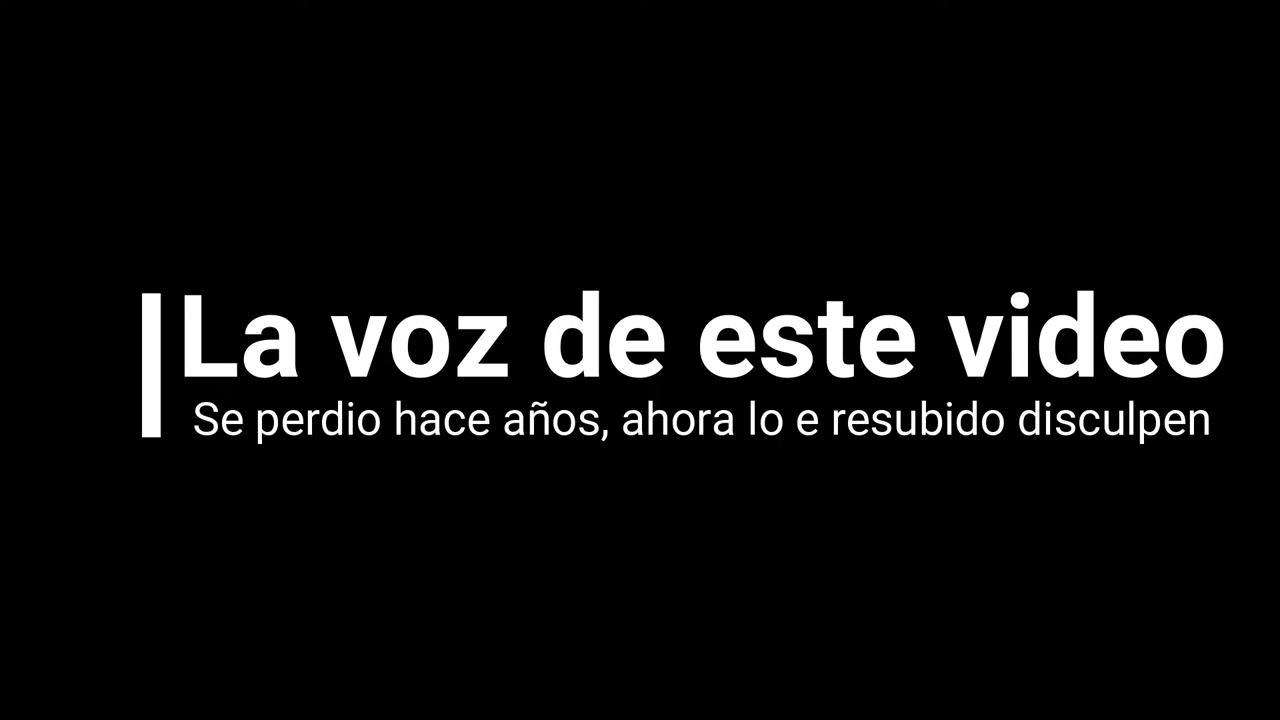 La voz de este video
Se perdio hace años, ahora lo e resubido disculpen